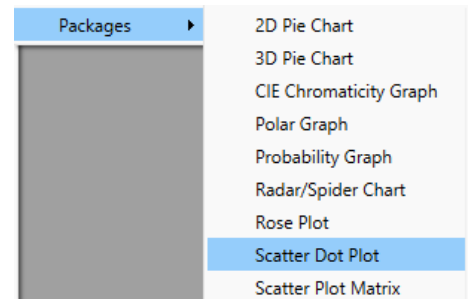 Packages
2D Pie Chart
3D Pie Chart
CIE Chromaticity Graph
Polar Graph
Probability Graph
Radar/Spider Chart
Rose Plot
Scatter Dot Plot
Scatter Plot Matrix